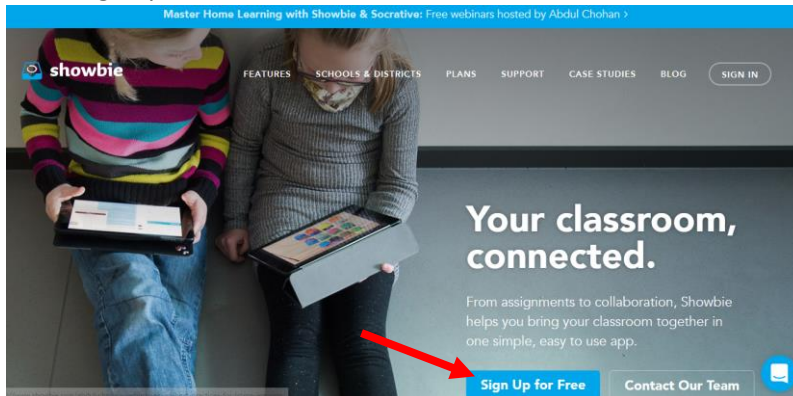 Master Home Learning with Showbie & Socrative: Free webinars hosted by Abdul Chohan >
showbie
FEATURES SCHOOLS & DISTRICTS PLANS SUPPORT CASE STUDIES BLOG SIGN IN
Your classroom,
connected.
From assignments to collaboration, Showbie
helps you bring your classroom together in
one simple, easy to use app.
Sign Up for Free Contact Our Team